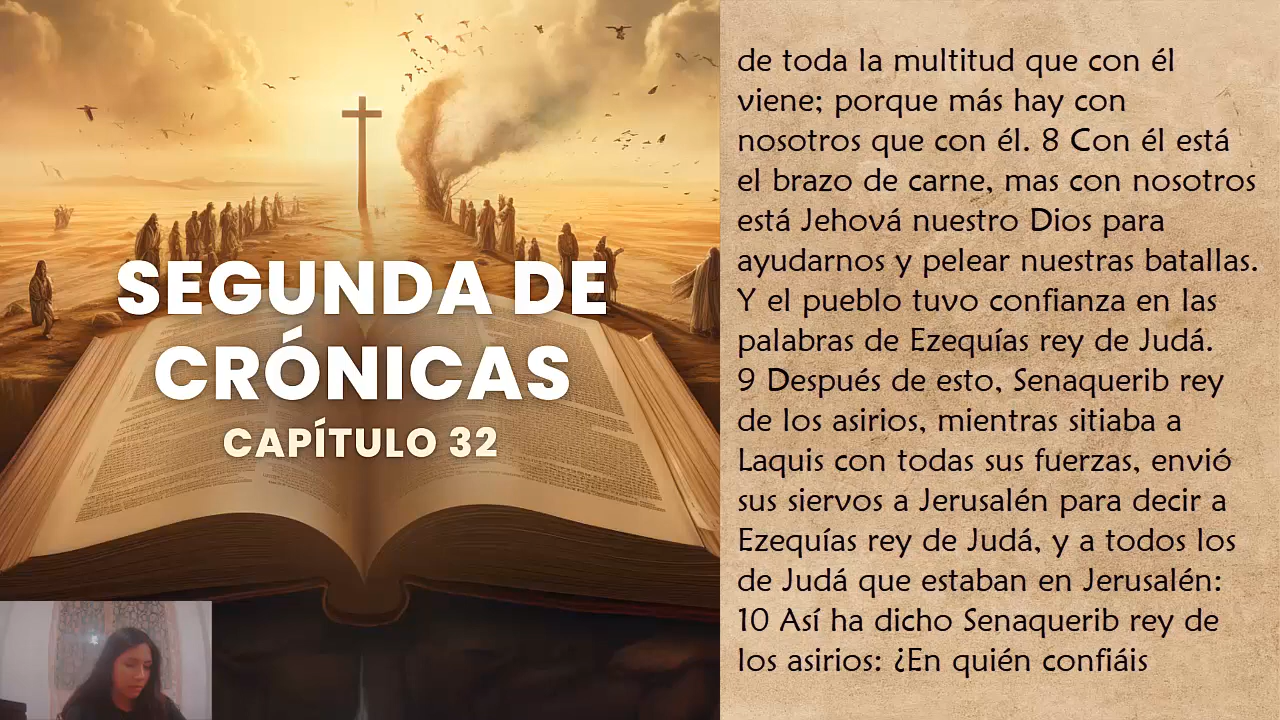 SEGUNDA DE
CRÓNICAS
CAPÍTULO 32
de toda la multitud que con él
viene; porque más hay con
nosotros que con él. 8 Con él está
el brazo de carne, mas con nosotros
está Jehová nuestro Dios para
ayudarnos y pelear nuestras batallas.
Y el pueblo tuvo confianza en las
palabras de Ezequías rey de Judá.
9 Después de esto, Senaquerib rey
de los asirios, mientras sitiaba a
Laquis con todas sus fuerzas, envió
sus siervos a Jerusalén para decir a
Ezequías rey de Judá, y a todos los
de Judá que estaban en Jerusalén:
10 Así ha dicho Senaquerib rey de
los asirios: ¿En quién confiáis